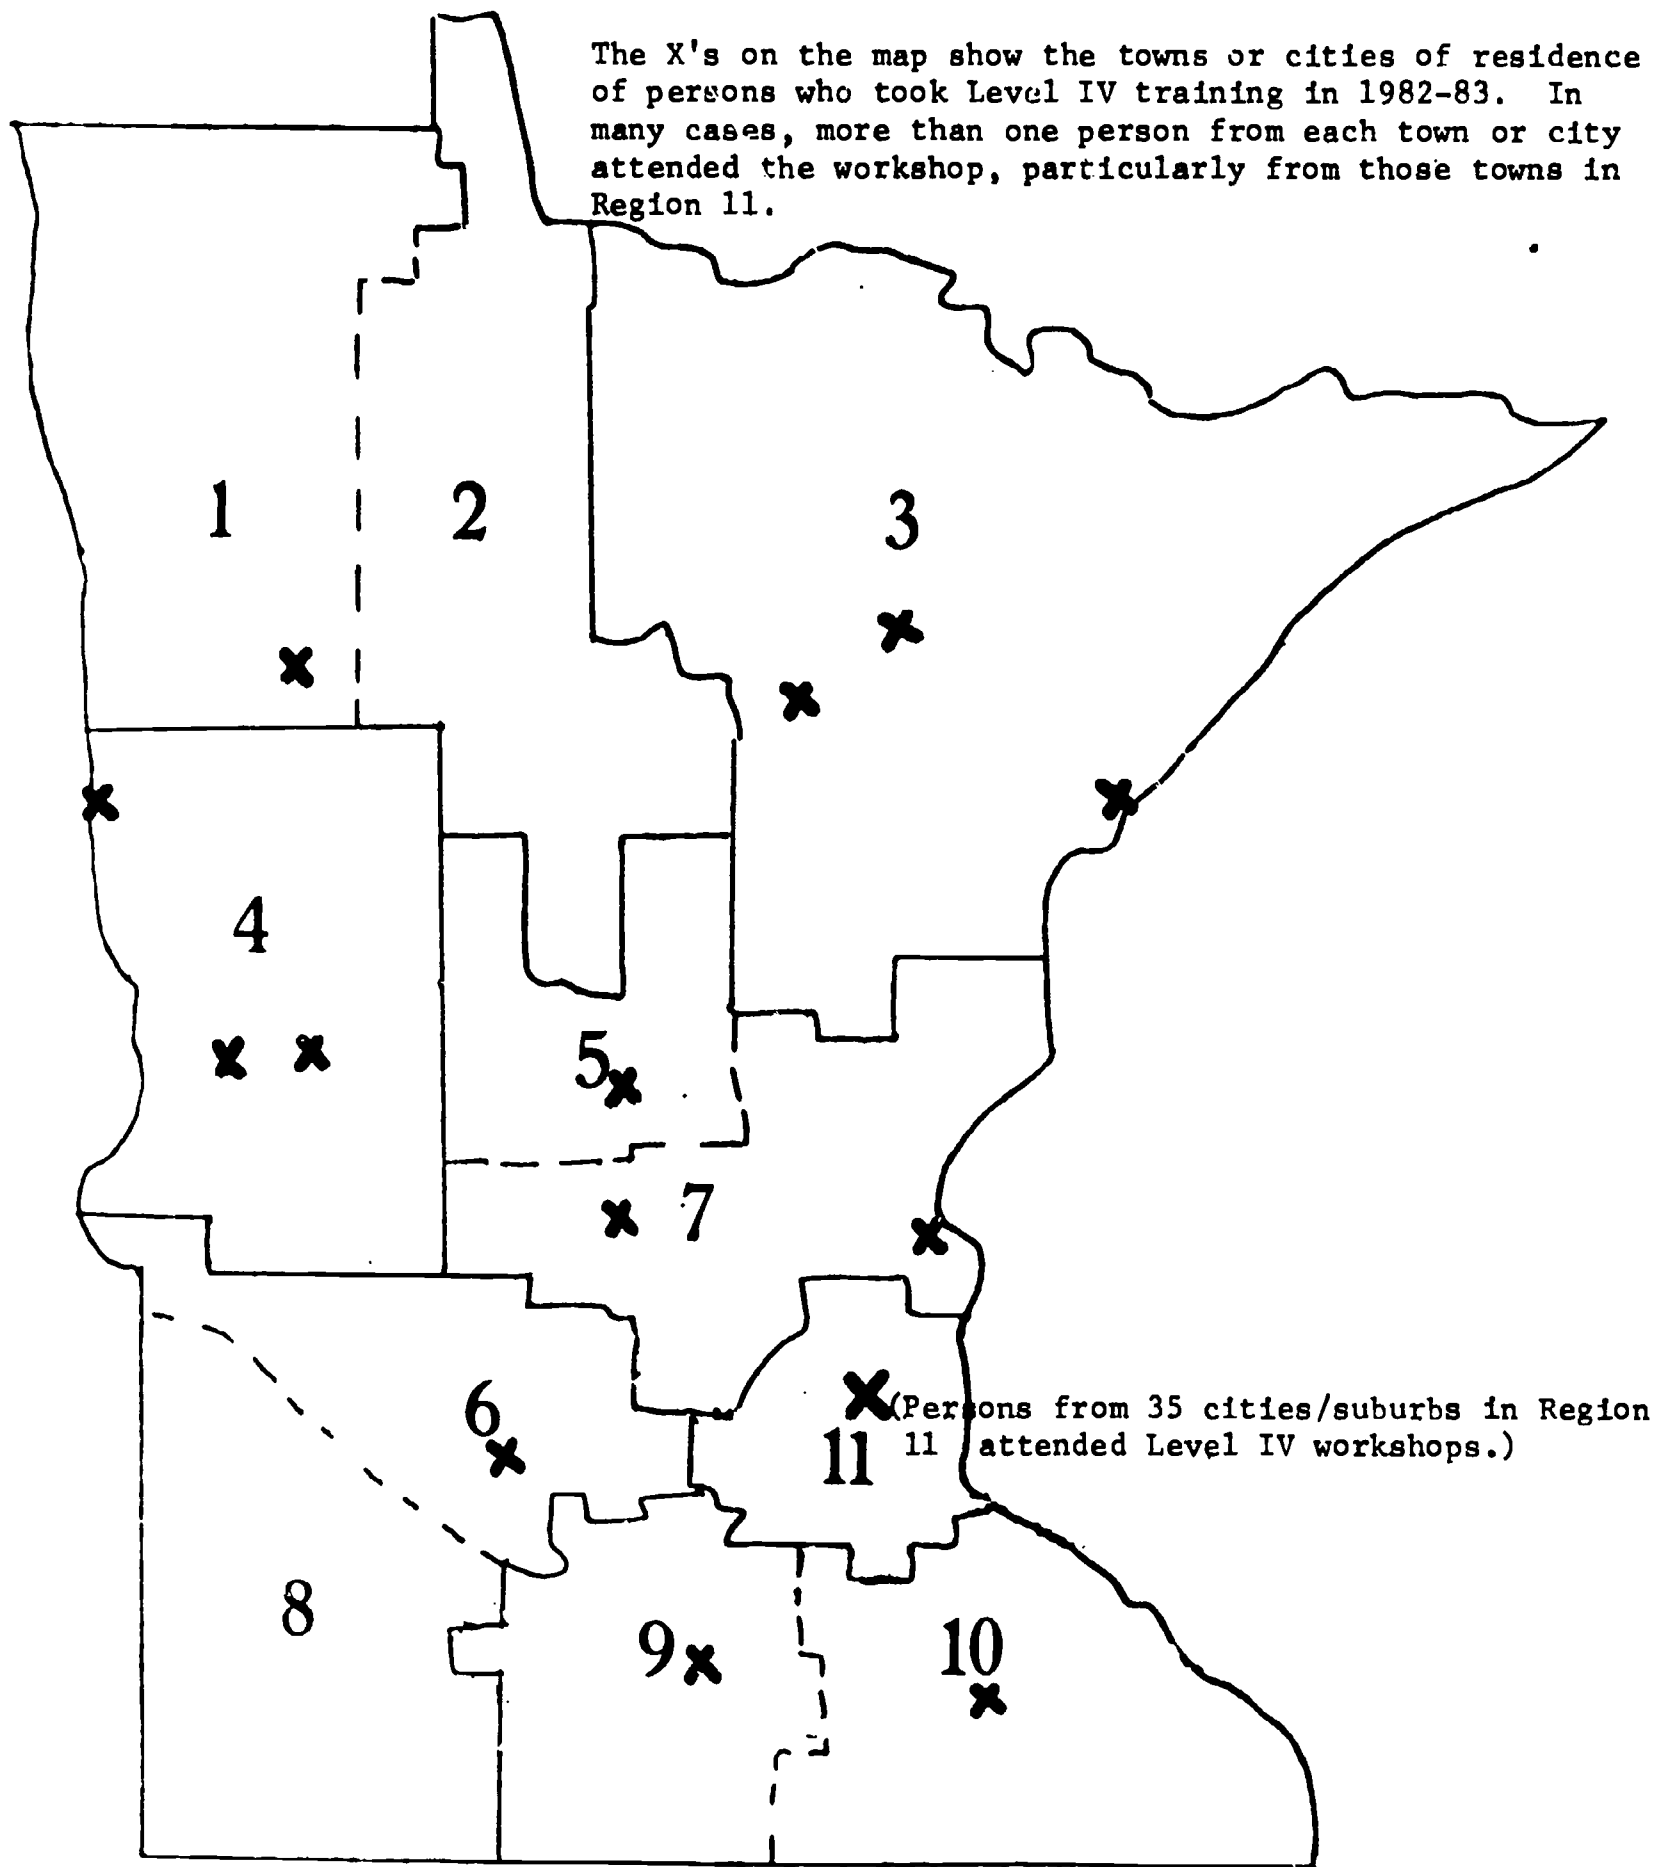 The X's on the map show the towns or cities of residence
of persons who took Level IV training in 1982-83. In
many cases, more than one person from each town or city
attended the workshop, particularly from those towns in
Region 11.
1
2
3
4
5
7
6
(Persons from 35 cities/suburbs in Region
11 attended Level IV workshops.)
11
8
9
10